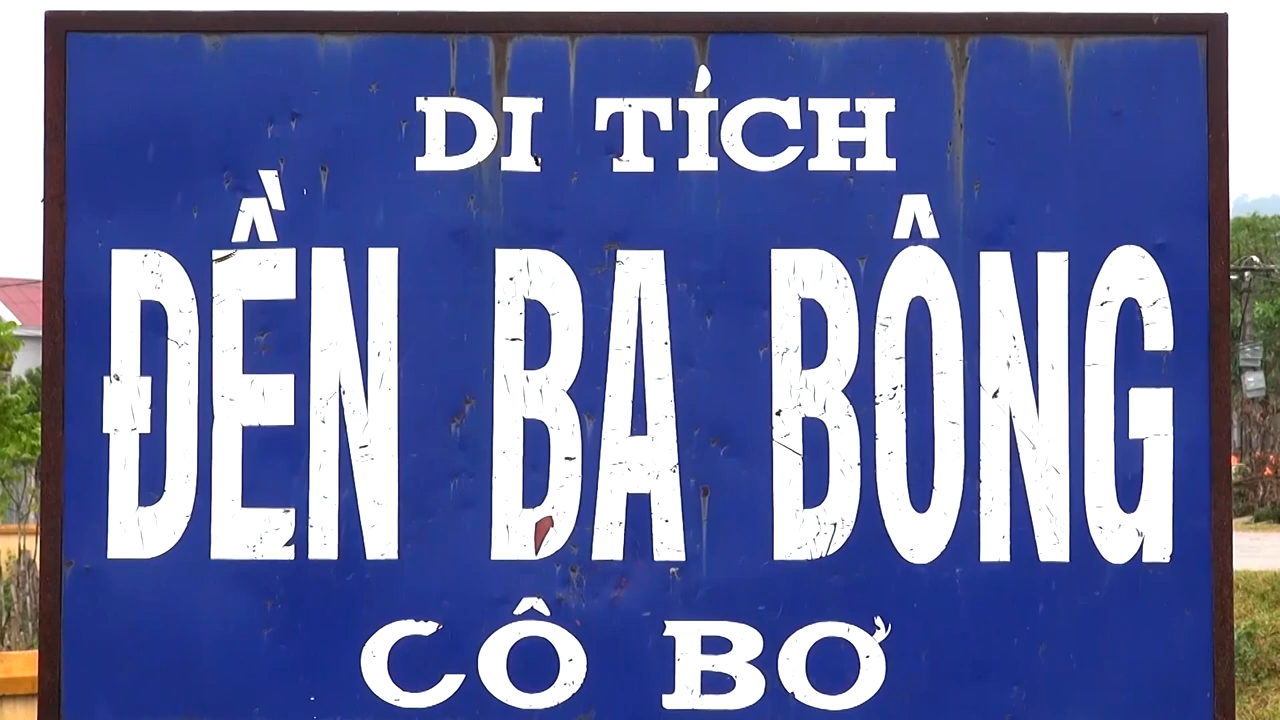 DI TÍCH
ĐỀN BA BÔNG
CÔ BƠ